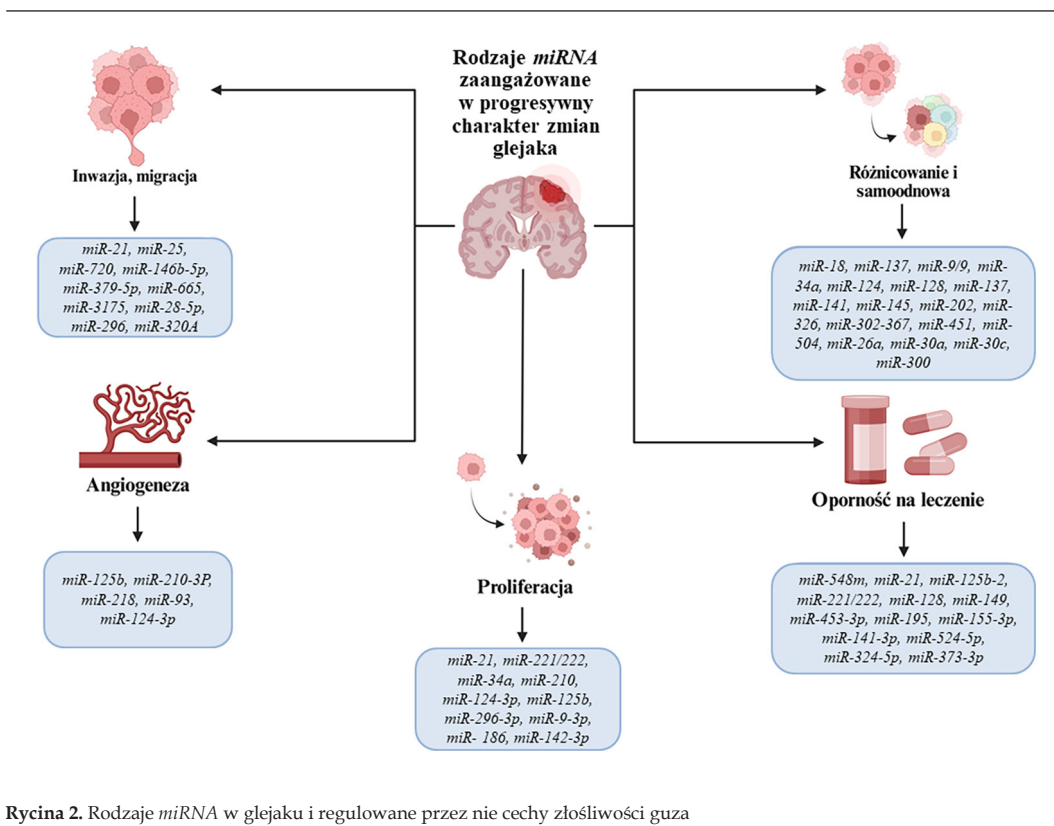 Rodzaje miRNA
zaangażowane
w progresywny
charakter zmian
glejaka
Inwazja, migracja
miR-21, miR-25,
miR-720, miR-146b-5p,
miR-379-5p, miR-665,
miR-3175, miR-28-5p,
miR-296, miR-320A
Różnicowanie i
samoodnowa
miR-18, miR-137, miR-9/9, miR-
34a, miR-124, miR-128, miR-137,
miR-141, miR-145, miR-202, miR-
326, miR-302-367, miR-451, miR-
504, miR-26a, miR-30a, miR-30c,
miR-300
Angiogeneza
miR-125b, miR-210-3P,
miR-218, miR-93,
miR-124-3p
Proliferacja
miR-21, miR-221/222,
miR-34a, miR-210,
miR-124-3p, miR-125b,
miR-296-3p, miR-9-3p,
miR- 186, miR-142-3p
Oporność na leczenie
miR-548m, miR-21, miR-125b-2,
miR-221/222, miR-128, miR-149,
miR-453-3p, miR-195, miR-155-3p,
miR-141-3p, miR-524-5p,
miR-324-5p, miR-373-3p
Rycina 2. Rodzaje miRNA w glejaku i regulowane przez nie cechy złośliwości guza